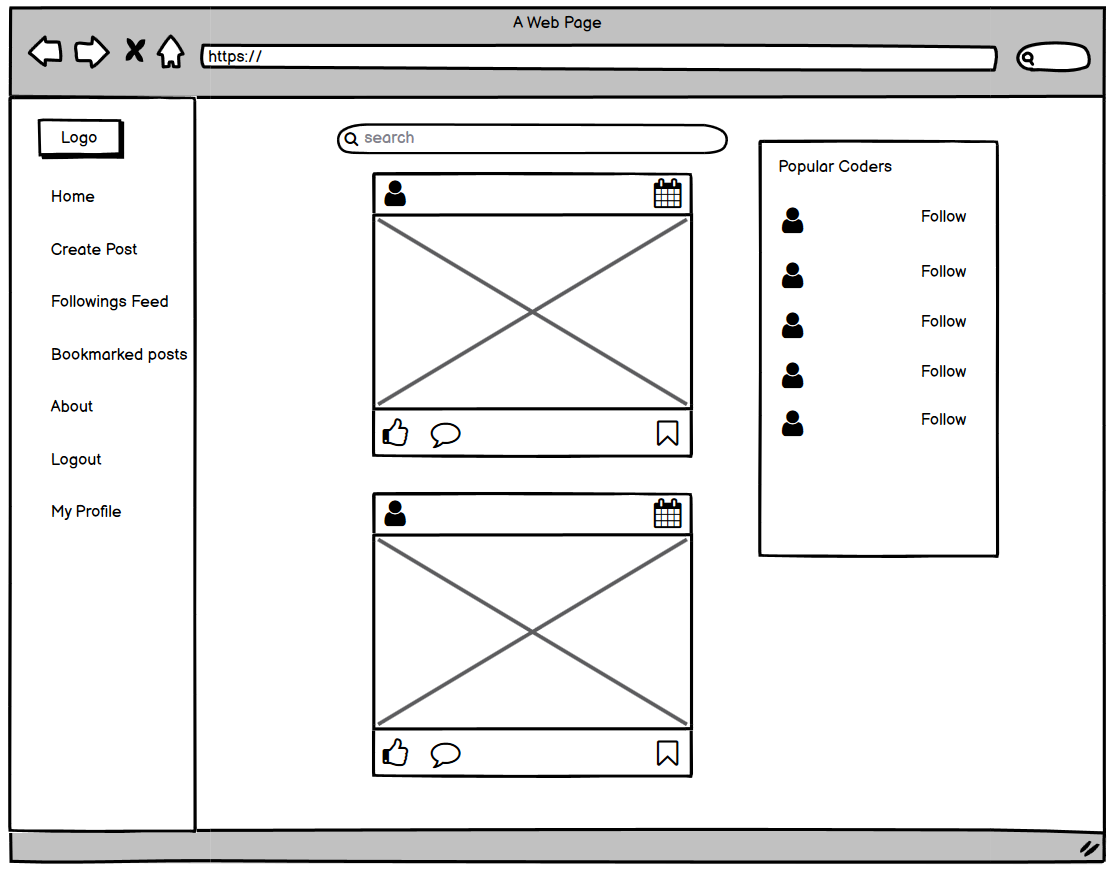 A Web Page
https://
Logo
Home
Create Post
Followings Feed
Bookmarked posts
About
Logout
My Profile
search
Popular Coders
Follow
Follow
Follow
Follow
Follow